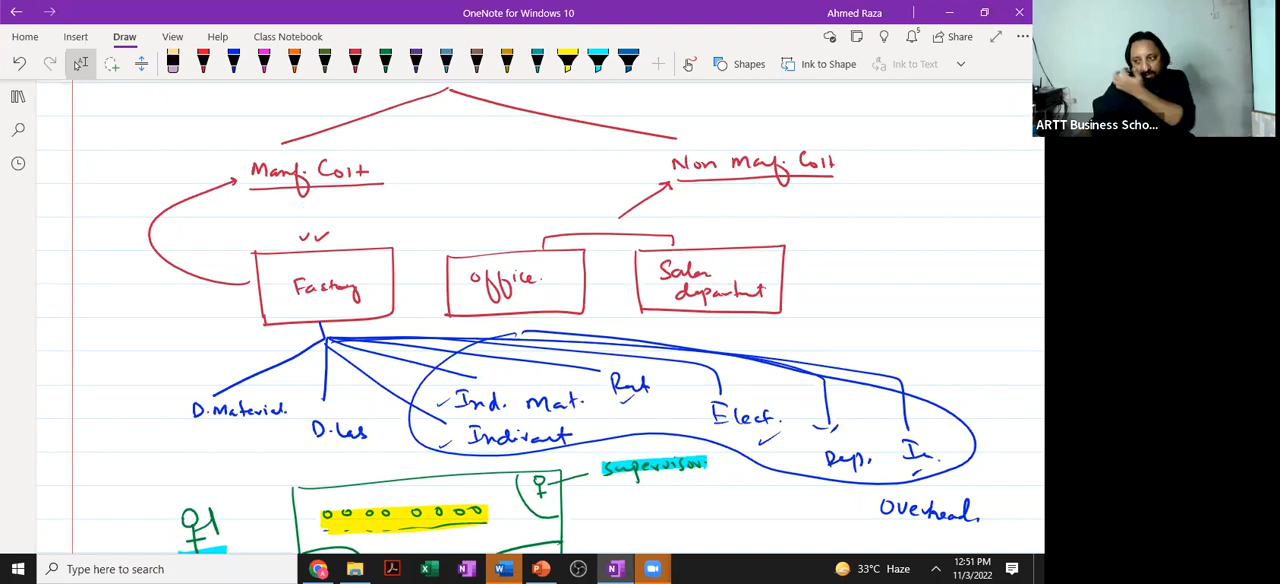 OneNote for Windows 10
Ahmed Raza
Home Insert Draw View Help Class Notebook
Share
Shapes Ink to Shape Ink to Text
ARTT Business Scho...
Manf. Cost
Non Manf. Cost
Factory
office.
Sales
department
D. Material.
D. Lab
Ind. Mat.
Indirect
Rent
Elect.
Dep.
In.
Overhead.
supervisor
Type here to search
33°C Haze
12:51 PM
11/3/2022